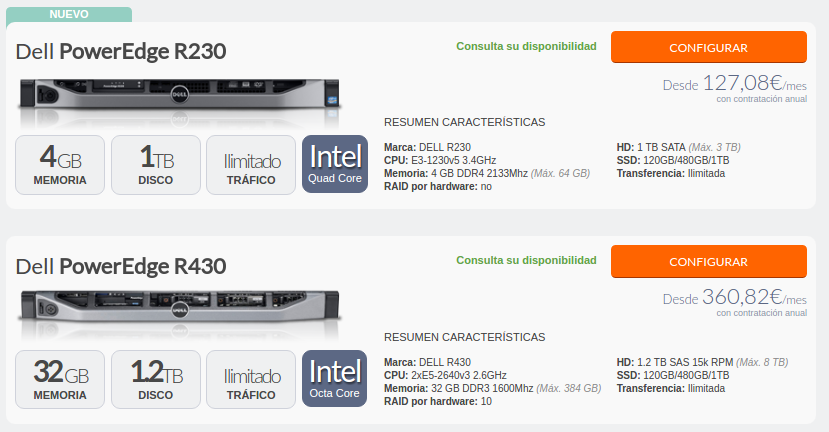 NUEVO
Dell PowerEdge R230
Consulta su disponibilidad
CONFIGURAR
Desde 127,08€/mes
con contratación anual
DELL
4GB
MEMORIA
1TB
DISCO
Ilimitado
TRÁFICO
Intel
Quad Core
RESUMEN CARACTERÍSTICAS
Marca: DELL R230
CPU: E3-1230v5 3.4GHz
Memoria: 4 GB DDR4 2133Mhz (Máx. 64 GB)
RAID por hardware: no
HD: 1 TB SATA (Máx. 3 TB)
SSD: 120GB/480GB/1TB
Transferencia: Ilimitada
Dell PowerEdge R430
Consulta su disponibilidad
CONFIGURAR
Desde 360,82€/mes
con contratación anual
DELL
32GB
MEMORIA
1.2TB
DISCO
Ilimitado
TRÁFICO
Intel
Octa Core
RESUMEN CARACTERÍSTICAS
Marca: DELL R430
CPU: 2xE5-2640v3 2.6GHz
Memoria: 32 GB DDR3 1600Mhz (Máx. 384 GB)
RAID por hardware: 10
HD: 1.2 TB SAS 15k RPM (Máx. 8 TB)
SSD: 120GB/480GB/1TB
Transferencia: Ilimitada